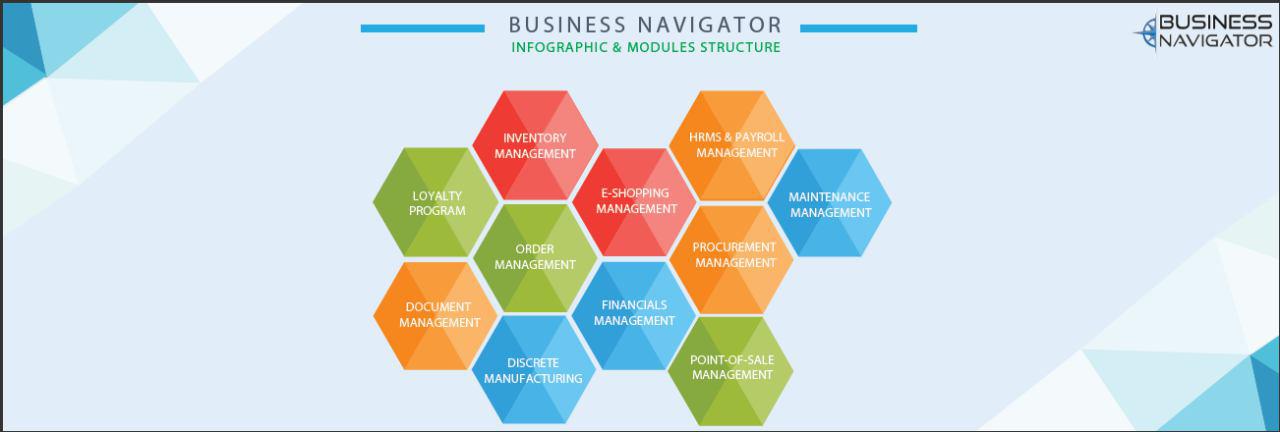 BUSINESS NAVIGATOR
INFOGRAPHIC & MODULES STRUCTURE
BUSINESS
NAVIGATOR
INVENTORY
MANAGEMENT
HRMS & PAYROLL
MANAGEMENT
LOYALTY
PROGRAM
E-SHOPPING
MANAGEMENT
MAINTENANCE
MANAGEMENT
ORDER
MANAGEMENT
PROCUREMENT
MANAGEMENT
DOCUMENT
MANAGEMENT
FINANCIALS
MANAGEMENT
DISCRETE
MANUFACTURING
POINT-OF-SALE
MANAGEMENT